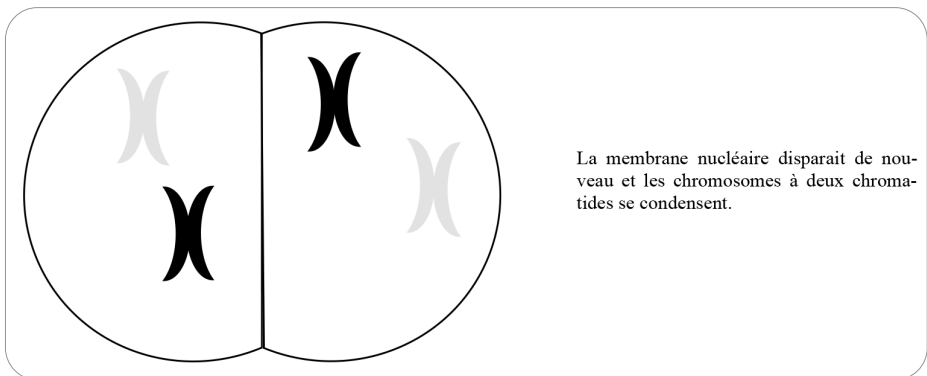 La membrane nucléaire disparait de nou-
veau et les chromosomes à deux chroma-
tides se condensent.